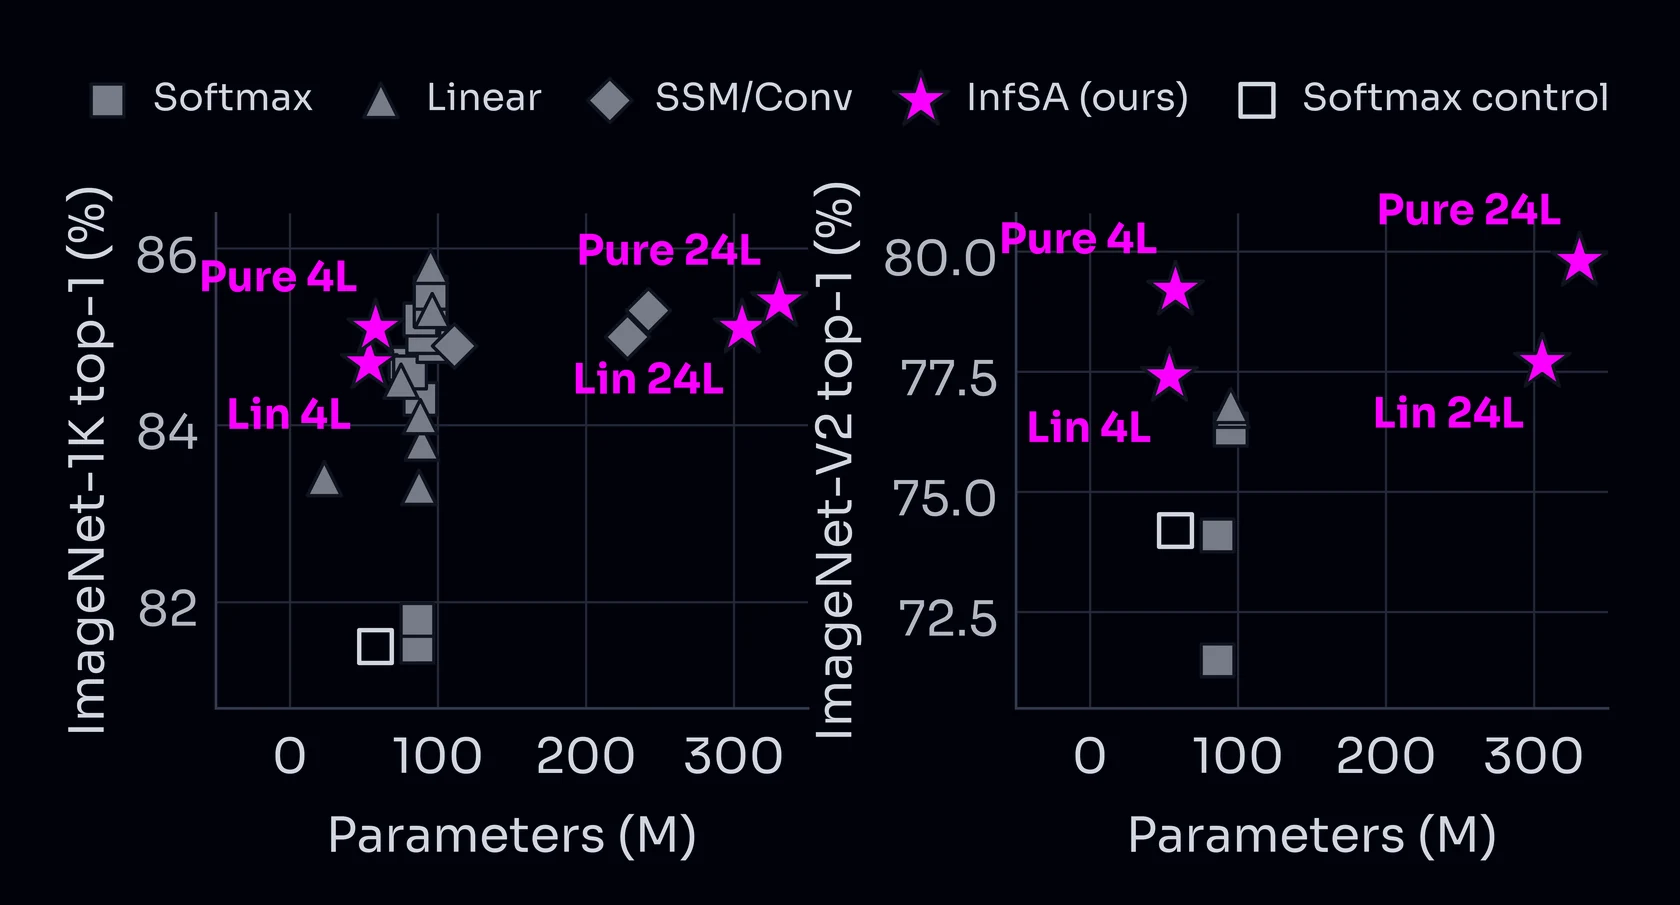 Softmax Linear SSM/Conv InfSA (ours) Softmax control
ImageNet-1K top-1 (%)
86
84
82
Pure 4L
Lin 4L
Pure 24L
Lin 24L
0 100 200 300
Parameters (M)
ImageNet-V2 top-1 (%)
80.0
77.5
75.0
72.5
Pure 4L
Lin 4L
Pure 24L
Lin 24L
0 100 200 300
Parameters (M)